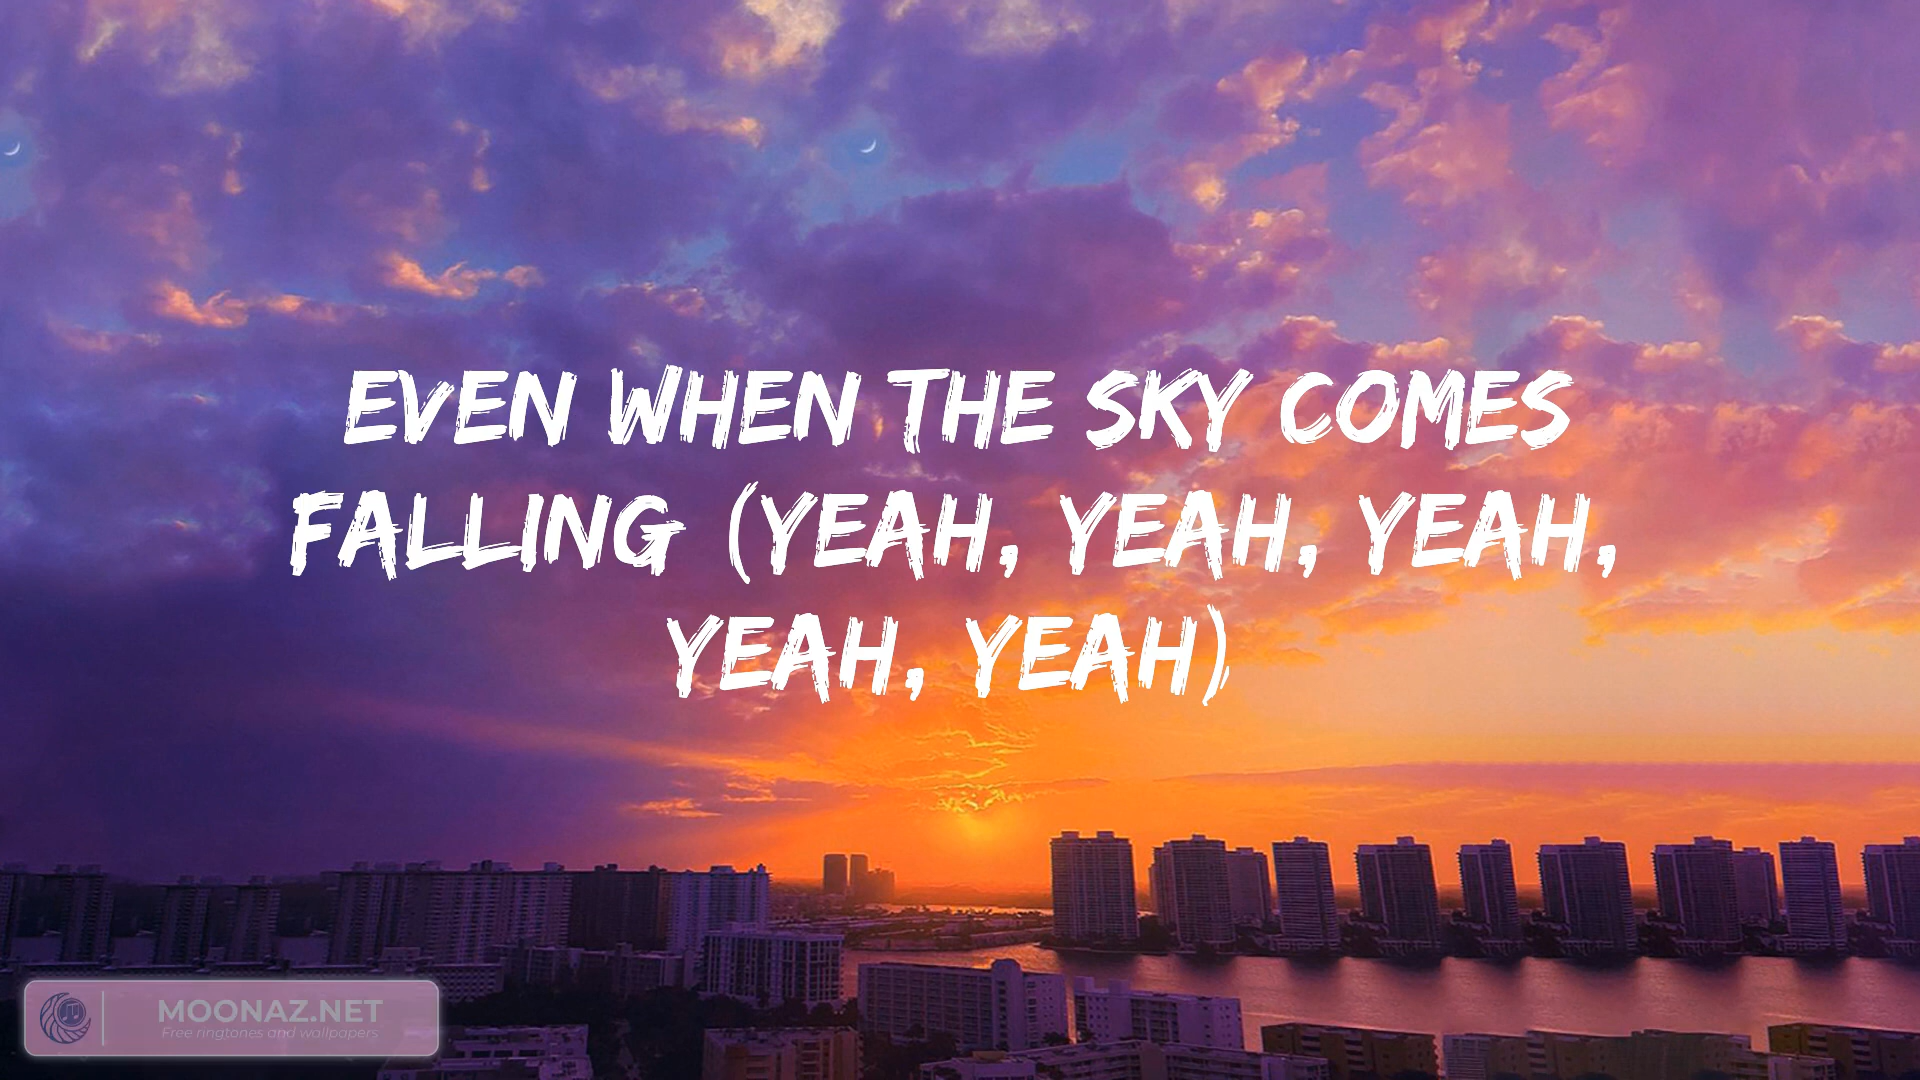 EVEN WHEN THE SKY COMES
FALLING (YEAH, YEAH, YEAH,
YEAH, YEAH)
MOONAZ.NET
Free ringtones and wallpapers